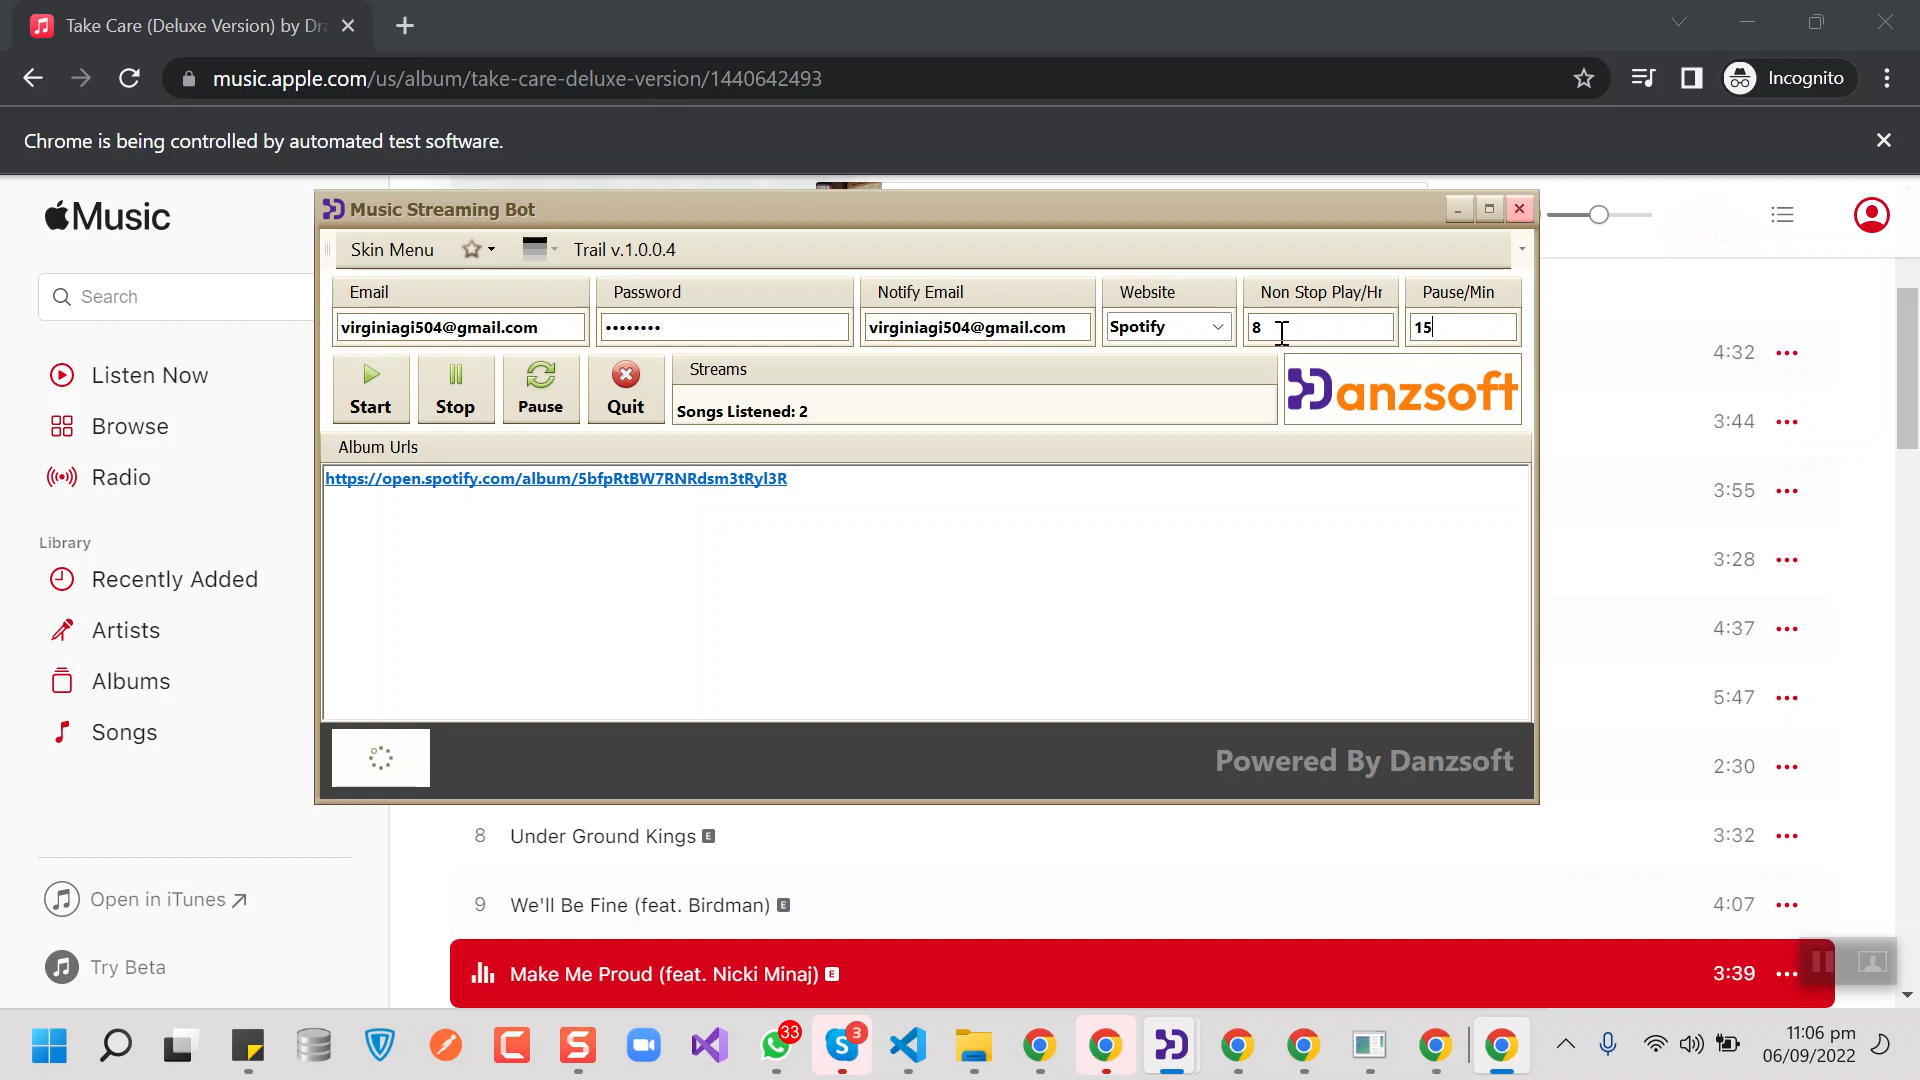 Take Care (Deluxe Version) by Dra
music.apple.com/us/album/take-care-deluxe-version/1440642493
Incognito
Chrome is being controlled by automated test software.
Music
Search
Listen Now
Browse
Radio
Library
Recently Added
Artists
Albums
Songs
Open in iTunes
Try Beta
Music Streaming Bot
Skin Menu
Trail v.1.0.0.4
Email
Password
Notify Email
Website
Non Stop Play/Hr
Pause/Min
virginiagi504@gmail.com
••••••••
virginiagi504@gmail.com
Spotify
8
15
Start
Stop
Pause
Quit
Streams
Songs Listened: 2
Danzsoft
Album Urls
https://open.spotify.com/album/5bfpRtBW7RNRdsm3tRyl3R
Powered By Danzsoft
4:32
3:44
3:55
3:28
4:37
5:47
2:30
8 Under Ground Kings E 3:32
9 We'll Be Fine (feat. Birdman) E 4:07
Make Me Proud (feat. Nicki Minaj) E 3:39
33
3
11:06 pm
06/09/2022